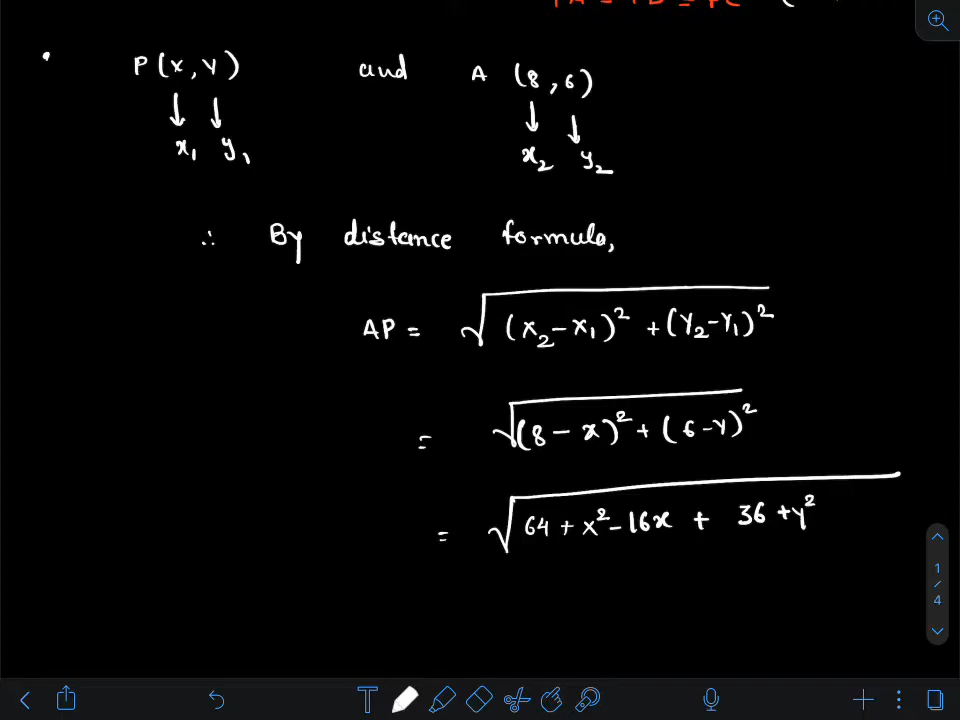 P(x,y) and A (8,6)
x₁ y₁ x₂ y₂
∴ By distance formula,
AP = √((x₂-x₁)² + (y₂-y₁)²)
= √((8-x)² + (6-y)²)
= √(64 + x² - 16x + 36 + y²
1/4